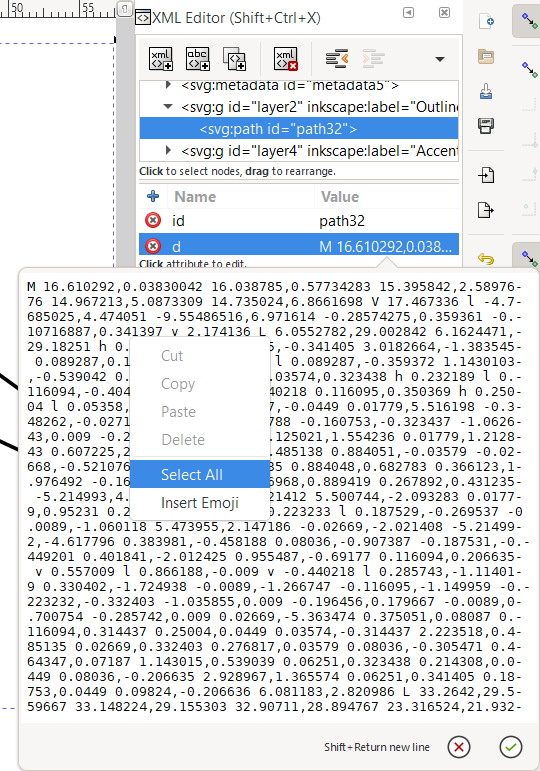 50
55
XML Editor (Shift+Ctrl+X)
xml
abc
xml
<svg:metadata id="metadata5">
<svg:g id="layer2" inkscape:label="Outline
<svg:path id="path32">
<svg:g id="layer4" inkscape:label="Accent
Click to select nodes, drag to rearrange.
Name Value
id path32
d M 16.610292,0.038...
Click attribute to edit.
M 16.610292,0.03830042 16.038785,0.57734283 15.395842,2.58976-
76 14.967213,5.0873309 14.735024,6.8661698 V 17.467336 l -4.7-
685025,4.474051 -9.55486516,6.971614 -0.28574275,0.359361 -0.-
10716887,0.341397 v 2.174136 L 6.0552782,29.002842 6.1624471,-
29.18251 h 0 5,-0.341405 3.0182664,-1.383545-
0.089287,0.1 l 0.089287,-0.359372 1.1430103-
,-0.539042 0. .03574,0.323438 h 0.232189 l 0.-
116094,-0.404 40218 0.116095,0.350369 h 0.250-
04 l 0.05358, 7,-0.0449 0.01779,5.516198 -0.3-
48262,-0.0271 788 -0.160753,-0.323437 -1.0626-
43,0.009 -0.2 .125021,1.554236 0.01779,1.2128-
43 0.607225,2 .485138 0.884051,-0.03579 -0.02-
668,-0.521076 35 0.884048,0.682783 0.366123,1-
.976492 -0.16 6968,0.889419 0.267892,0.431235-
-5.214993,4. 21412 5.500744,-2.093283 0.0177-
9,0.95231 0.2 0.223233 l 0.187529,-0.269537 -0
.0089,-1.060118 5.473955,2.147186 -0.02669,-2.021408 -5.21499-
2,-4.617796 0.383981,-0.458188 0.08036,-0.907387 -0.187531,-0.-
449201 0.401841,-2.012425 0.955487,-0.69177 0.116094,0.206635-
v 0.557009 l 0.866188,-0.009 v -0.440218 l 0.285743,-1.11401-
9 0.330402,-1.724938 -0.0089,-1.266747 -0.116095,-1.149959 -0.-
223232,-0.332403 -1.035855,0.009 -0.196456,0.179667 -0.0089,0-
.700754 -0.285742,0.009 0.02669,-5.363474 0.375051,0.08087 0.-
116094,0.314437 0.25004,0.0449 0.03574,-0.314437 2.223518,0.4-
85135 0.02669,0.332403 0.276817,0.03579 0.08036,-0.305471 0.4-
64347,0.07187 1.143015,0.539039 0.06251,0.323438 0.214308,0.0-
449 0.08036,-0.206635 2.928967,1.365574 0.06251,0.341405 0.18-
753,0.0449 0.09824,-0.206636 6.081183,2.820986 L 33.2642,29.5-
59667 33.148224,29.155303 32.90711,28.894767 23.316524,21.932-
Cut
Copy
Paste
Delete
Select All
Insert Emoji
Shift+Return new line